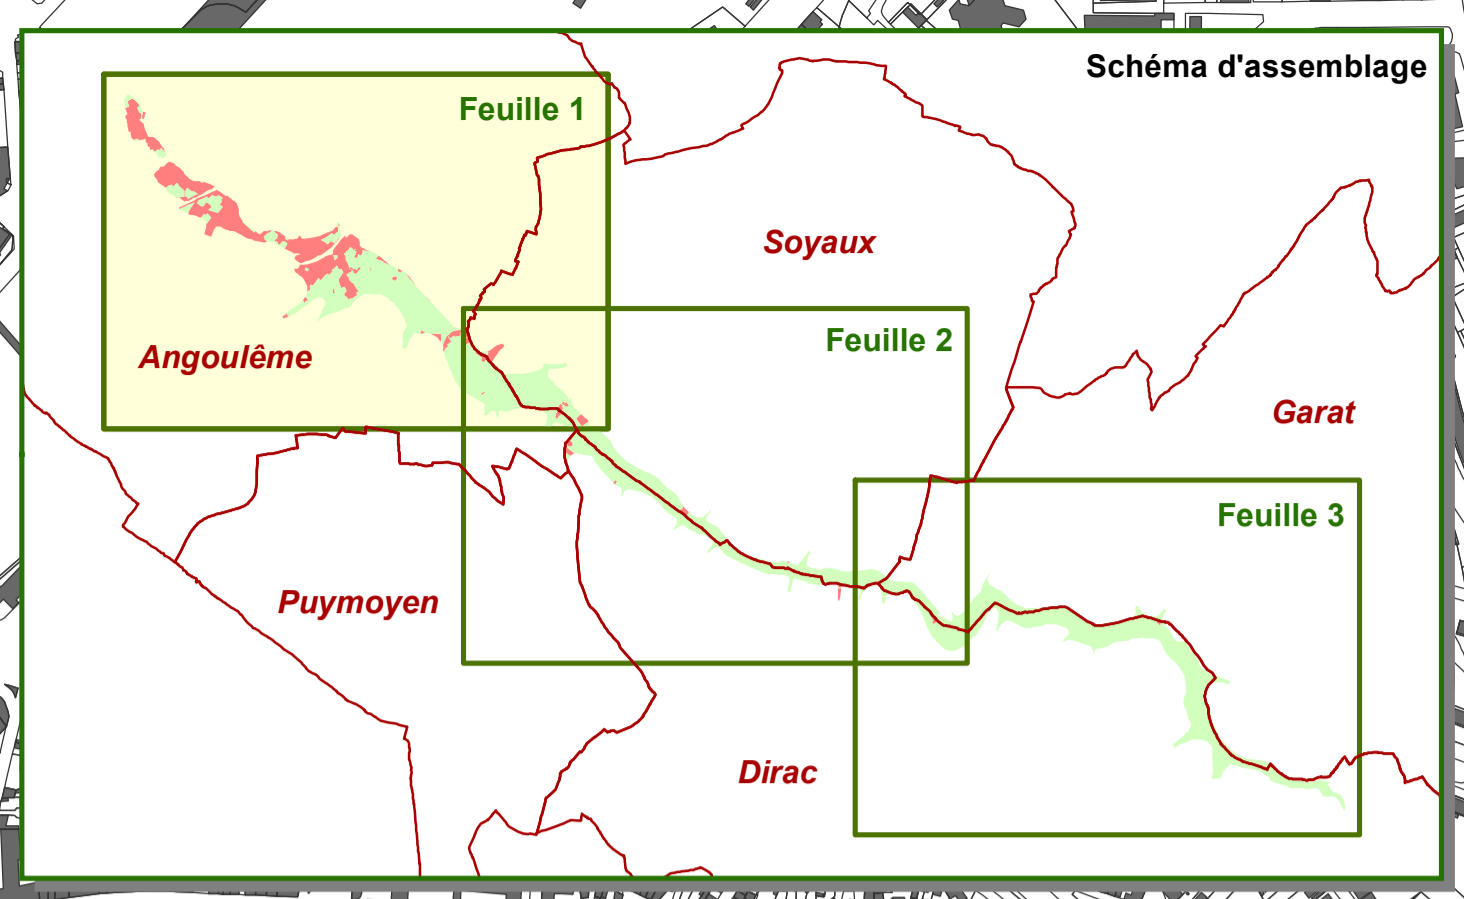 Schéma d'assemblage
Feuille 1
Soyaux
Feuille 2
Angoulême
Garat
Feuille 3
Puymoyen
Dirac